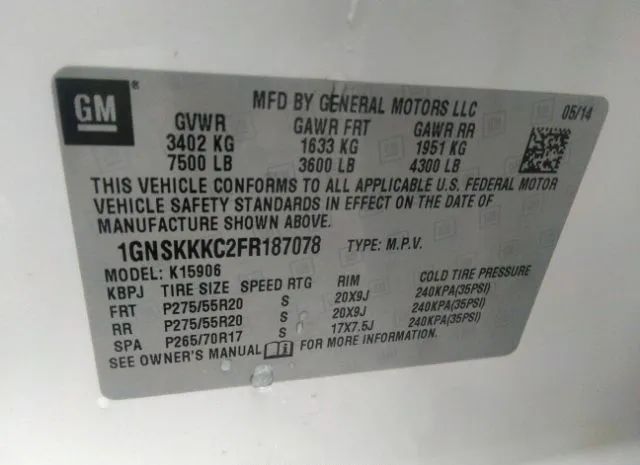 GM ®
MFD BY GENERAL MOTORS LLC 05/14
GVWR GAWR FRT GAWR RR
3402 KG 1633 KG 1951 KG
7500 LB 3600 LB 4300 LB
THIS VEHICLE CONFORMS TO ALL APPLICABLE U.S. FEDERAL MOTOR
VEHICLE SAFETY STANDARDS IN EFFECT ON THE DATE OF
MANUFACTURE SHOWN ABOVE.
1GNSKKKC2FR187078 TYPE: M.P.V.
MODEL: K15906
KBPJ TIRE SIZE SPEED RTG RIM COLD TIRE PRESSURE
FRT P275/55R20 S 20X9J 240KPA(35PSI)
RR P275/55R20 S 20X9J 240KPA(35PSI)
SPA P265/70R17 S 17X7.5J 240KPA(35PSI)
SEE OWNER'S MANUAL FOR MORE INFORMATION.